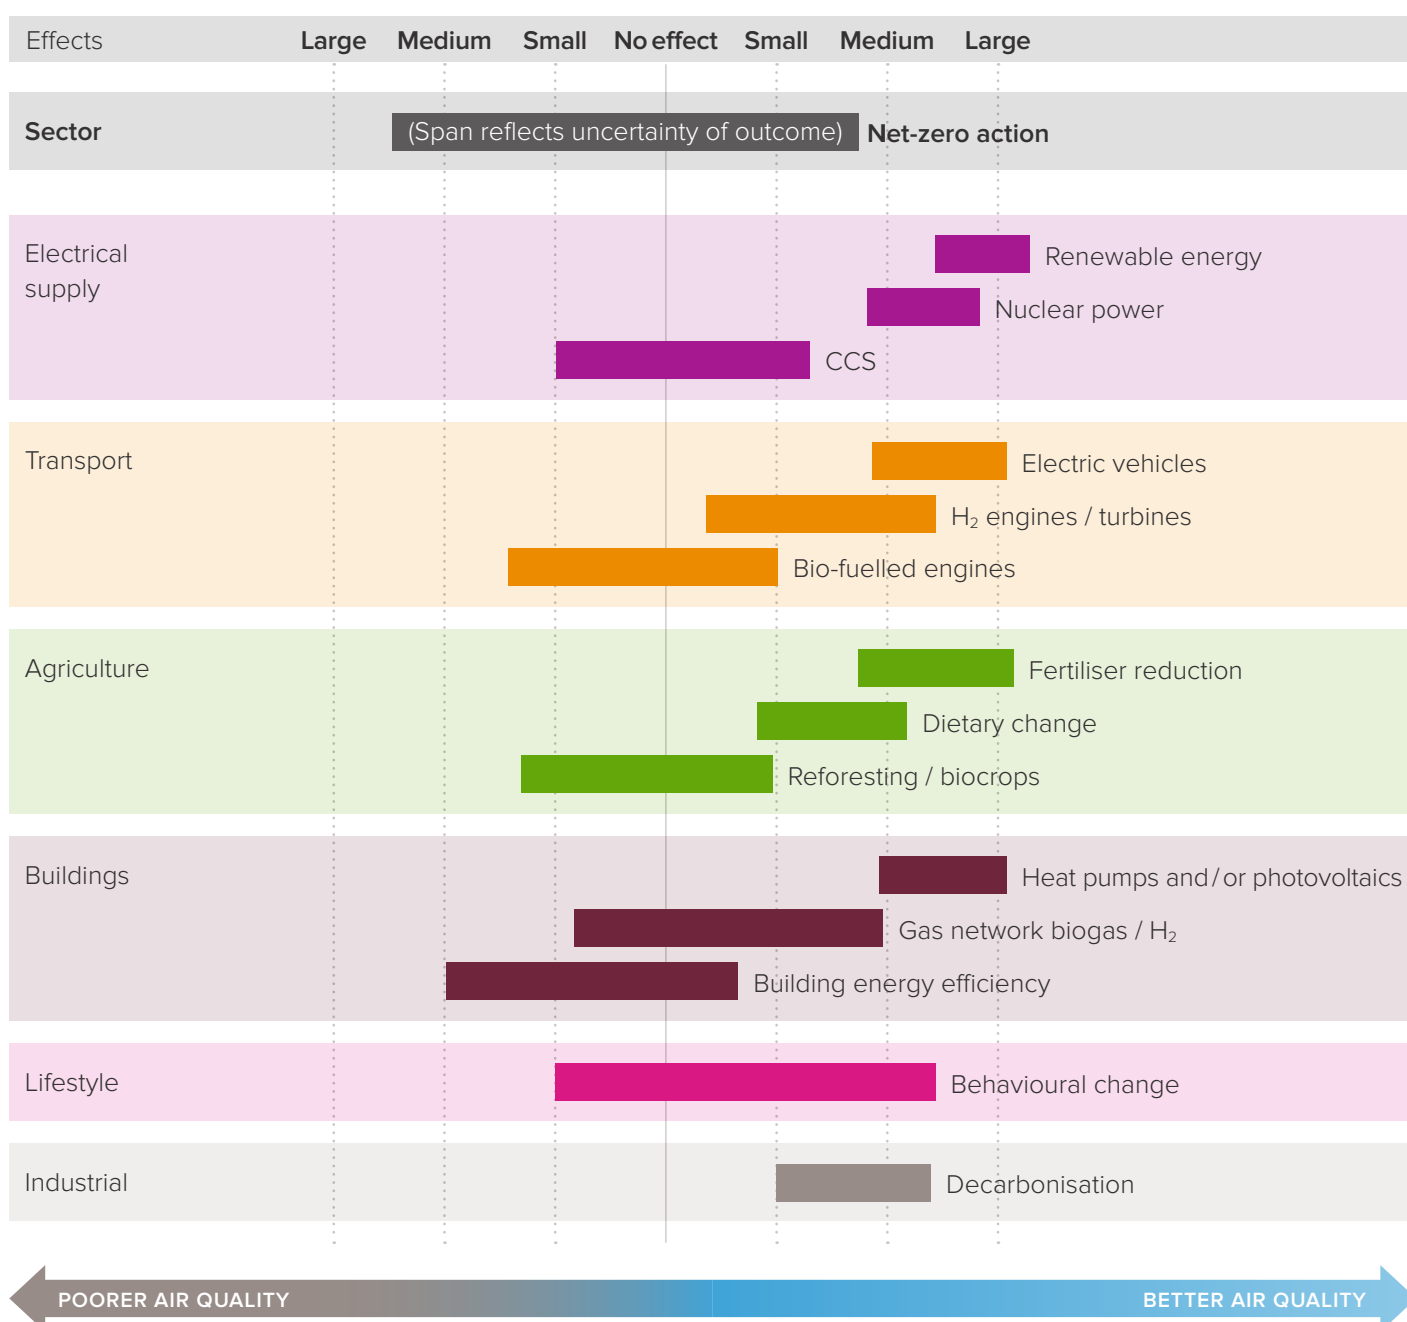 Effects Large Medium Small No effect Small Medium Large
Sector (Span reflects uncertainty of outcome) Net-zero action
Electrical
supply
Renewable energy
Nuclear power
CCS
Transport
Electric vehicles
H₂ engines / turbines
Bio-fuelled engines
Agriculture
Fertiliser reduction
Dietary change
Reforesting / biocrops
Buildings
Heat pumps and/or photovoltaics
Gas network biogas / H₂
Building energy efficiency
Lifestyle
Behavioural change
Industrial
Decarbonisation
POORER AIR QUALITY BETTER AIR QUALITY